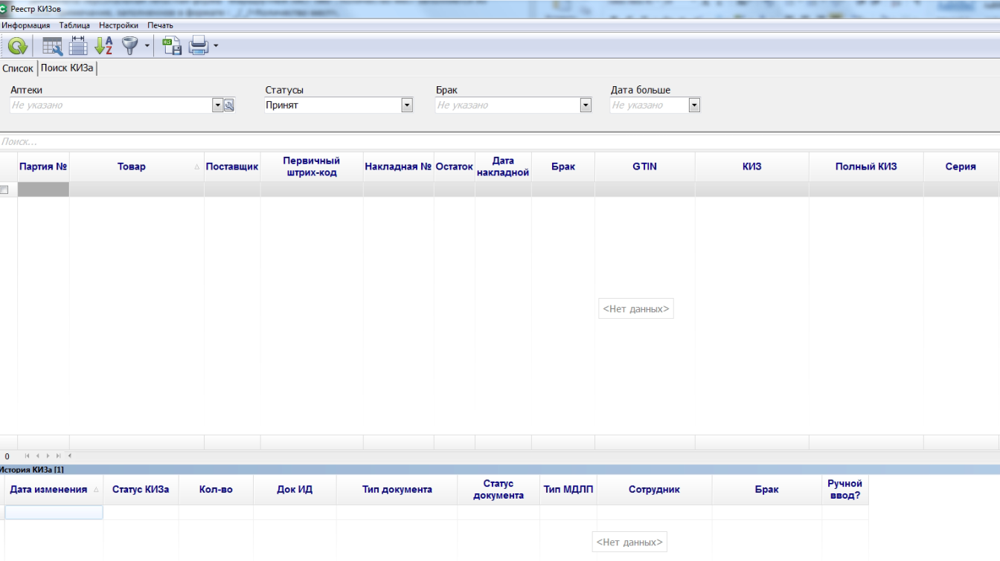 Реестр КИЗов
Информация Таблица Настройки Печать
Список Поиск КИЗа
Аптеки Статусы Брак Дата больше
Не указано Принят Не указано Не указано
Поиск...
Партия № Товар Поставщик Первичный штрих-код Накладная № Остаток Дата накладной Брак GTIN КИЗ Полный КИЗ Серия
<Нет данных>
0
История КИЗа [1]
Дата изменения Статус КИЗа Кол-во Док ИД Тип документа Статус документа Тип МДЛП Сотрудник Брак Ручной ввод?
<Нет данных>